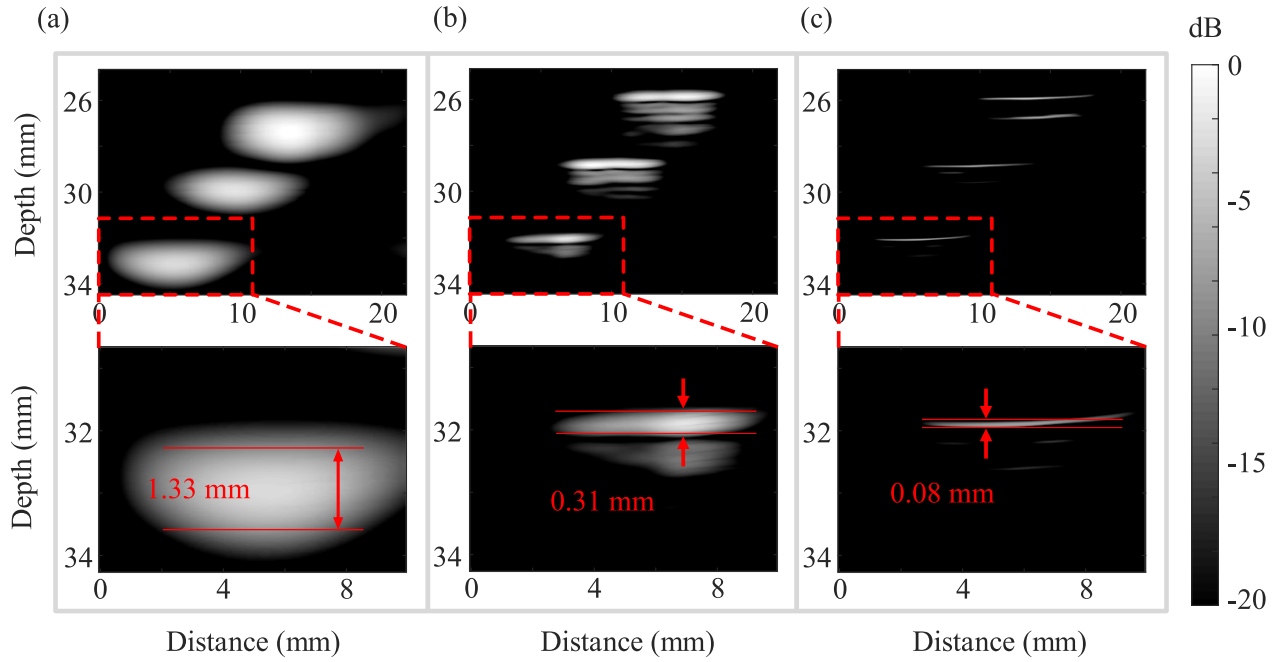 (a) (b) (c) dB
26 30 34 Depth (mm)
0 10 20 0 10 20 0 10 20
32 34 Depth (mm)
1.33 mm 0.31 mm 0.08 mm
0 4 8 0 4 8 0 4 8
Distance (mm) Distance (mm) Distance (mm)
26 30 34
32 34
26 30 34
32 34
0
-5
-10
-15
-20